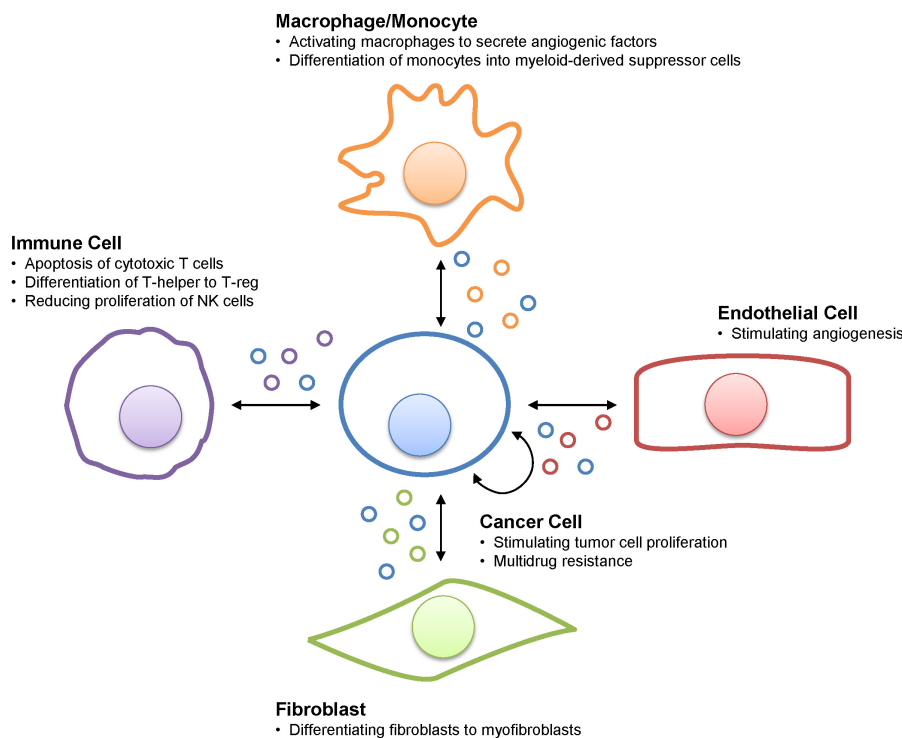 Macrophage/Monocyte
• Activating macrophages to secrete angiogenic factors
• Differentiation of monocytes into myeloid-derived suppressor cells
Immune Cell
• Apoptosis of cytotoxic T cells
• Differentiation of T-helper to T-reg
• Reducing proliferation of NK cells
Endothelial Cell
• Stimulating angiogenesis
Cancer Cell
• Stimulating tumor cell proliferation
• Multidrug resistance
Fibroblast
• Differentiating fibroblasts to myofibroblasts